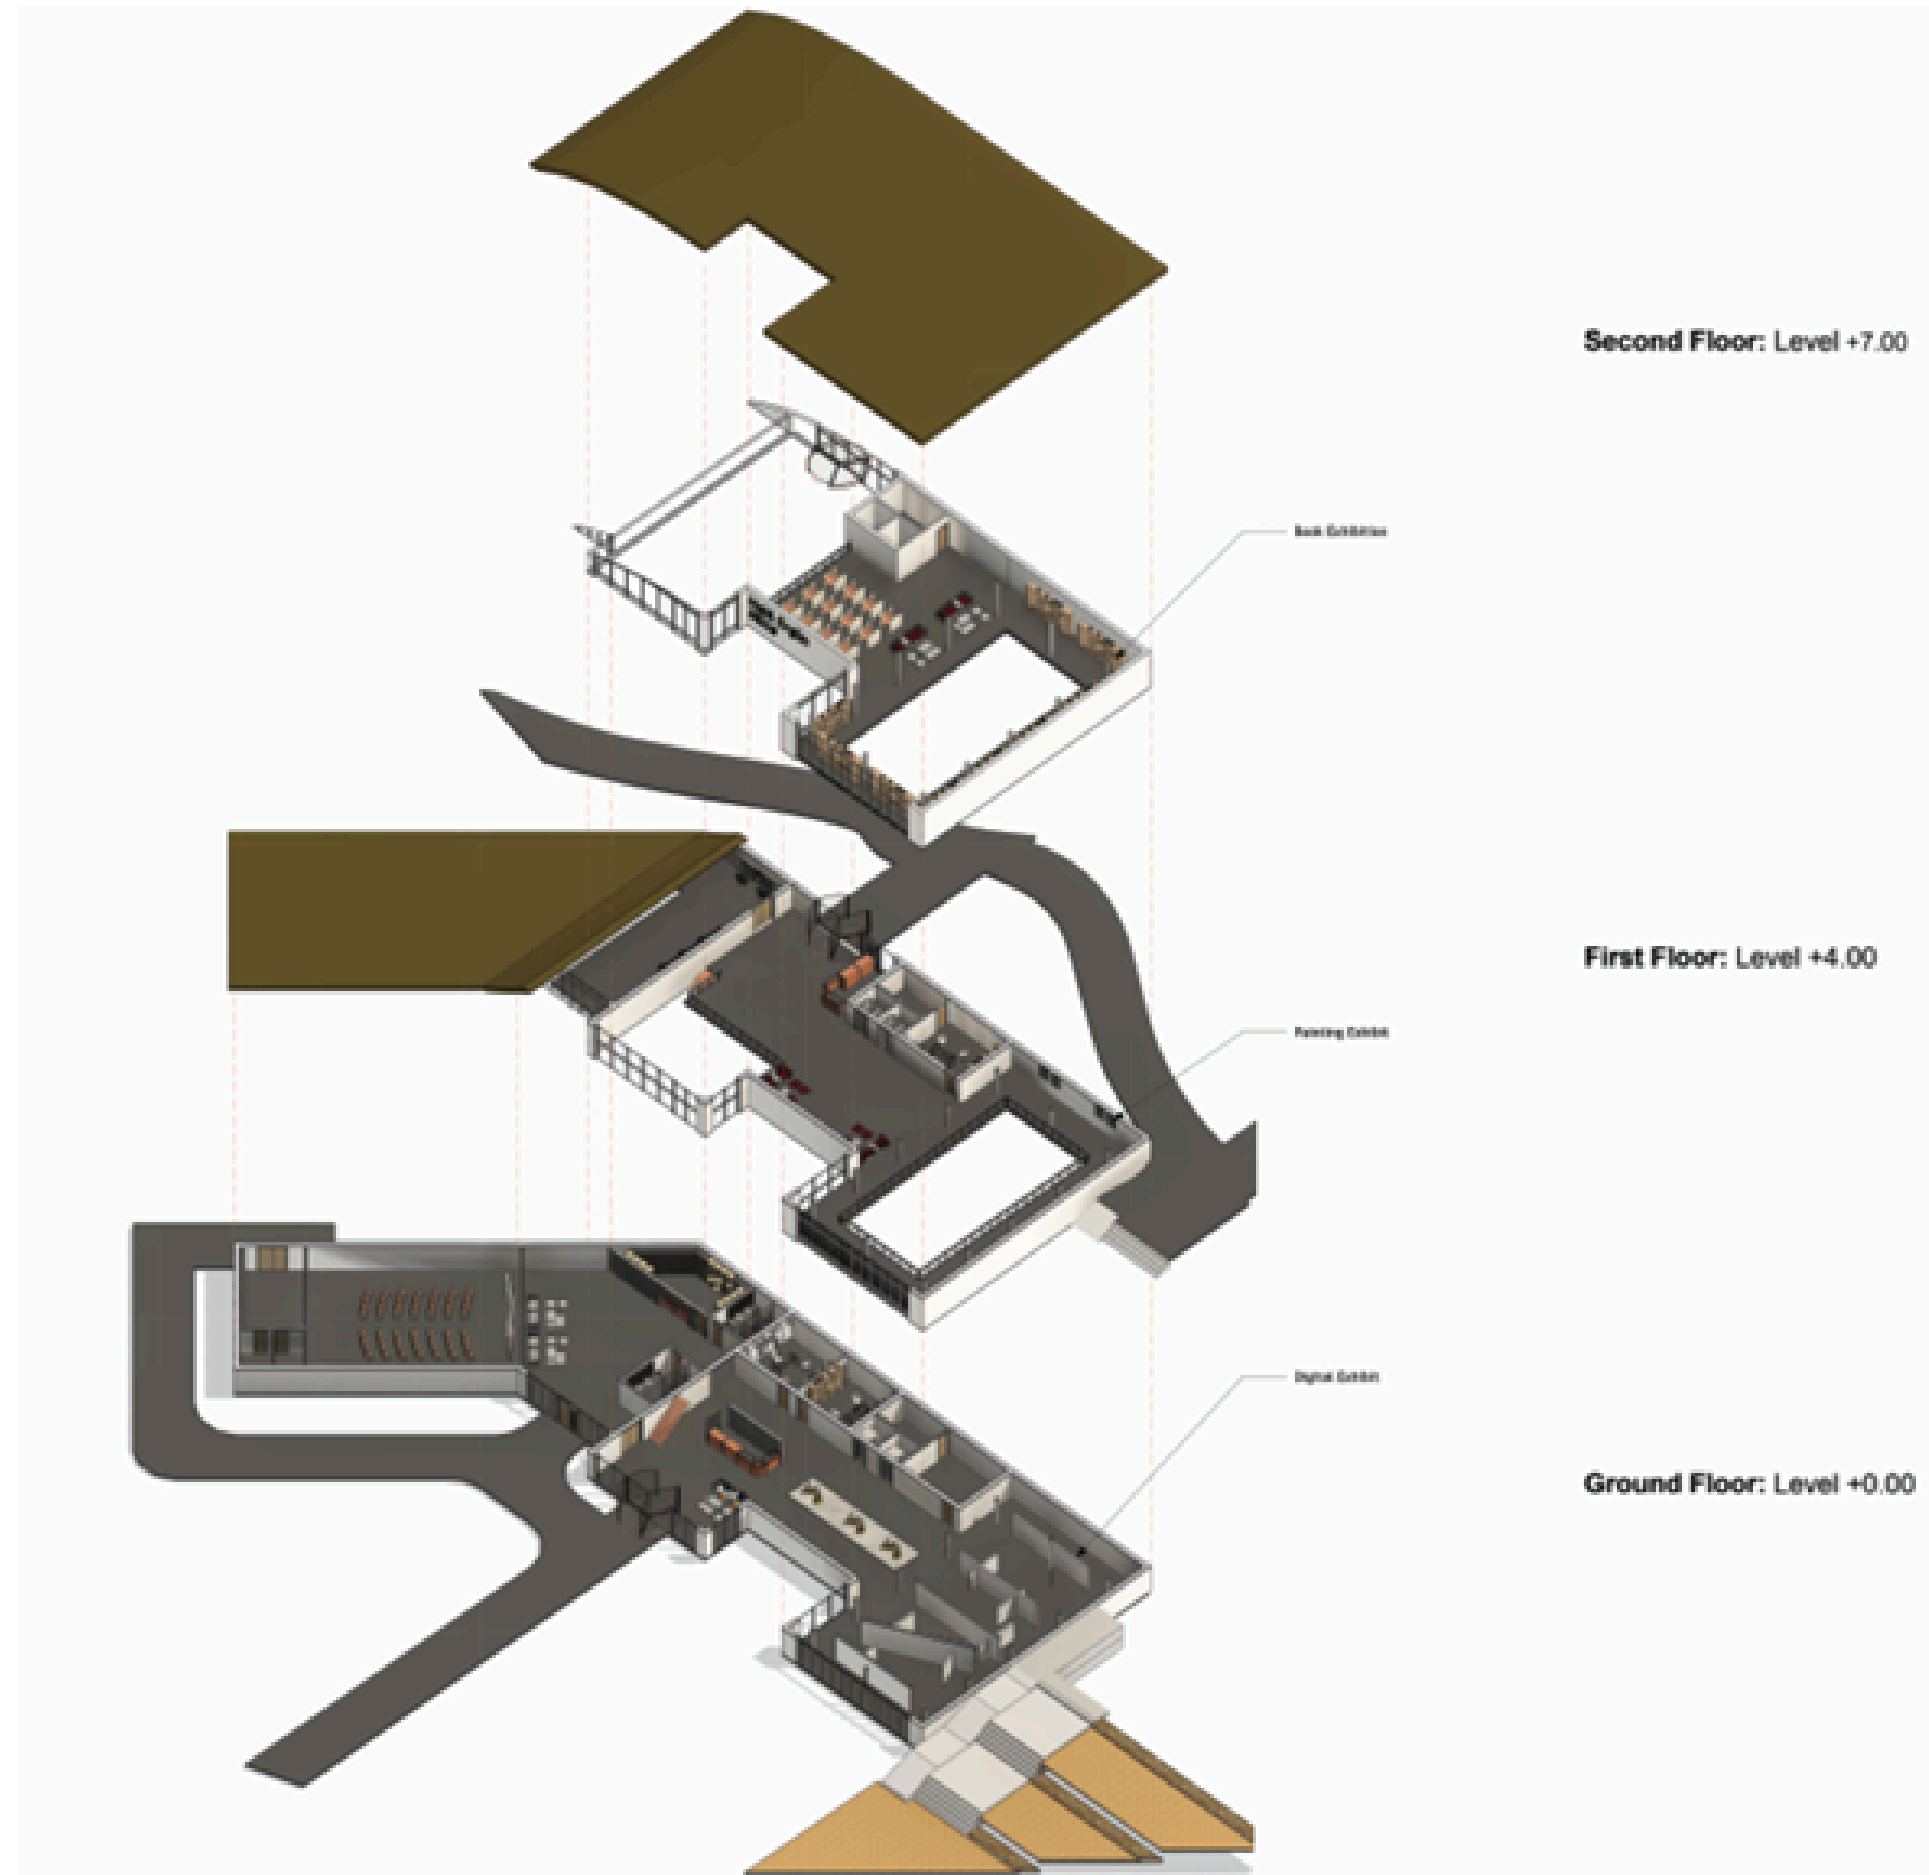 Second Floor: Level +7.00
Book Exhibition
First Floor: Level +4.00
Painting Exhibit
Digital Exhibit
Ground Floor: Level +0.00